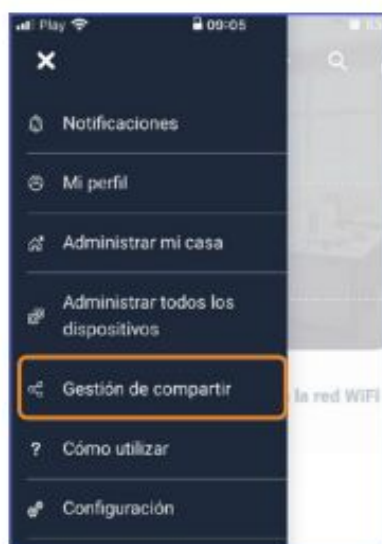 Play 09:05
Notificaciones
Mi perfil
Administrar mi casa
Administrar todos los
dispositivos
Gestión de compartir
la red WiFi
? Cómo utilizar
Configuración